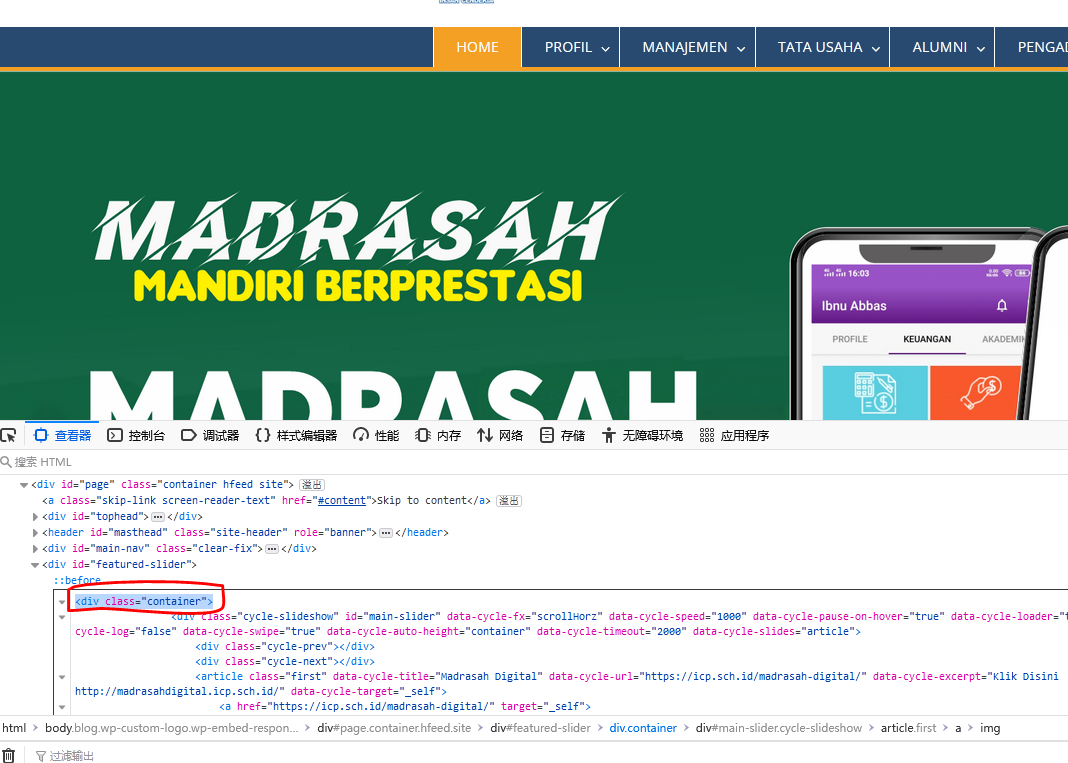 HOME PROFIL MANAJEMEN TATA USAHA ALUMNI
MADRASAH
MANDIRI BERPRESTASI
MADRASAH
16:03
Ibnu Abbas
PROFILE KEUANGAN
查看器 控制台 调试器 样式编辑器 性能 内存 网络 存储 无障碍环境 应用程序
搜索 HTML
<div id="page" class="container hfeed site"> 溢出
<a class="skip-link screen-reader-text" href="#content">Skip to content</a> 溢出
<div id="tophead"> ⋯ </div>
<header id="masthead" class="site-header" role="banner"> ⋯ </header>
<div id="main-nav" class="clear-fix"> ⋯ </div>
<div id="featured-slider">
::before
<div class="container">
<div class="cycle-slideshow" id="main-slider" data-cycle-fx="scrollHorz" data-cycle-speed="1000" data-cycle-pause-on-hover="true" data-cycle-loader="
cycle-log="false" data-cycle-swipe="true" data-cycle-auto-height="container" data-cycle-timeout="2000" data-cycle-slides="article">
<div class="cycle-prev"></div>
<div class="cycle-next"></div>
<article class="first" data-cycle-title="Madrasah Digital" data-cycle-url="https://icp.sch.id/madrasah-digital/" data-cycle-excerpt="Klik Disini
http://madrasahdigital.icp.sch.id/" data-cycle-target="_self">
<a href="https://icp.sch.id/madrasah-digital/" target="_self">
html > body.blog.wp-custom-logo.wp-embed-respon... > div#page.container.hfeed.site > div#featured-slider > div.container > div#main-slider.cycle-slideshow > article.first > a > img
过滤输出